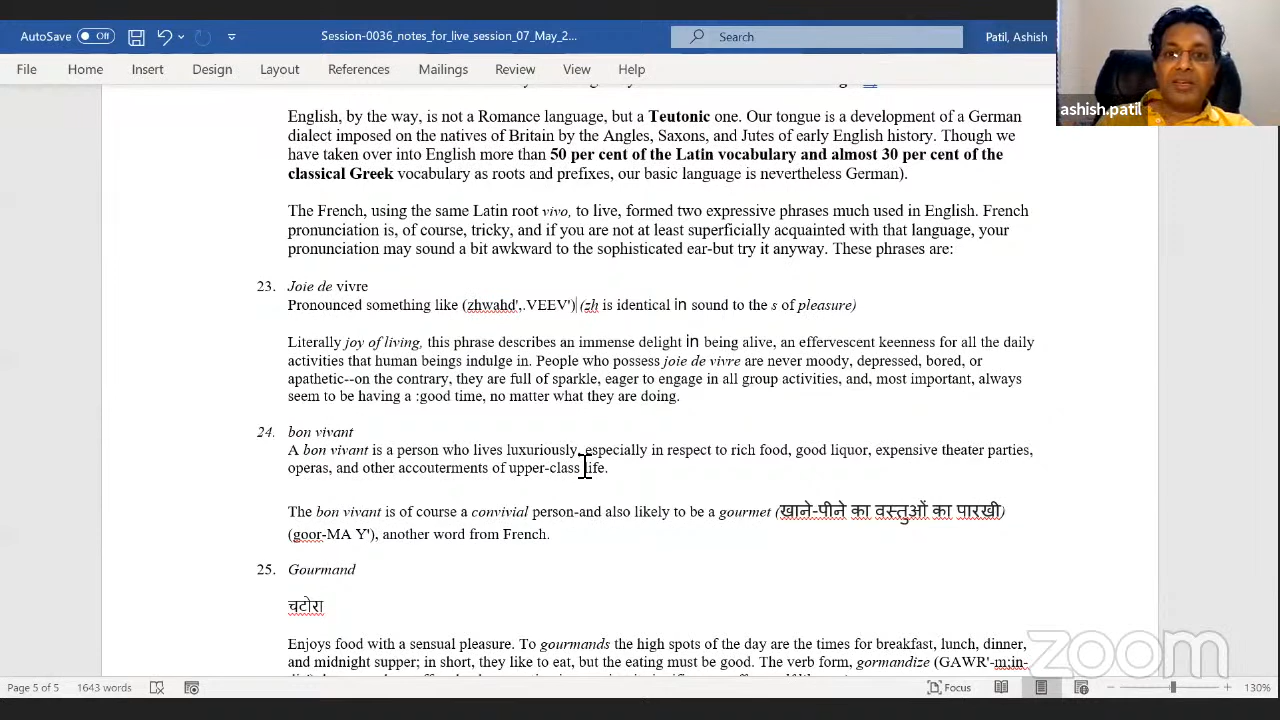 AutoSave Off Session-0036_notes_for_live_session_07_May_2... Search Patil, Ashish
File Home Insert Design Layout References Mailings Review View Help
ashish.patil
English, by the way, is not a Romance language, but a Teutonic one. Our tongue is a development of a German
dialect imposed on the natives of Britain by the Angles, Saxons, and Jutes of early English history. Though we
have taken over into English more than 50 per cent of the Latin vocabulary and almost 30 per cent of the
classical Greek vocabulary as roots and prefixes, our basic language is nevertheless German).
The French, using the same Latin root vivo, to live, formed two expressive phrases much used in English. French
pronunciation is, of course, tricky, and if you are not at least superficially acquainted with that language, your
pronunciation may sound a bit awkward to the sophisticated ear-but try it anyway. These phrases are:
23. Joie de vivre
Pronounced something like (zhwahd',.VEEV') (zh is identical in sound to the s of pleasure)
Literally joy of living, this phrase describes an immense delight in being alive, an effervescent keenness for all the daily
activities that human beings indulge in. People who possess joie de vivre are never moody, depressed, bored, or
apathetic--on the contrary, they are full of sparkle, eager to engage in all group activities, and, most important, always
seem to be having a :good time, no matter what they are doing.
24. bon vivant
A bon vivant is a person who lives luxuriously, especially in respect to rich food, good liquor, expensive theater parties,
operas, and other accouterments of upper-class life.
The bon vivant is of course a convivial person-and also likely to be a gourmet (खाने-पीने का वस्तुओं का पारखी)
(goor-MA Y'), another word from French.
25. Gourmand
चटोरा
Enjoys food with a sensual pleasure. To gourmands the high spots of the day are the times for breakfast, lunch, dinner,
and midnight supper; in short, they like to eat, but the eating must be good. The verb form, gormandize (GAWR'-m:in-
zoom
Page 5 of 5 1643 words Focus 130%